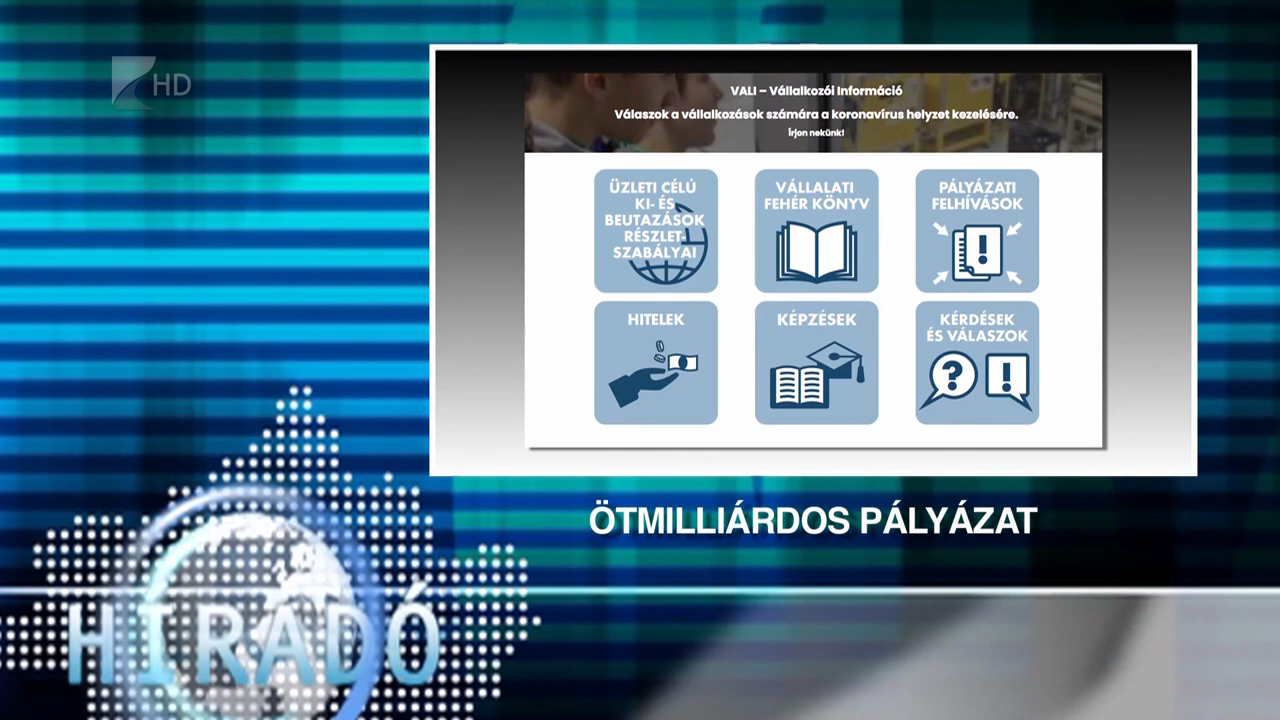 HD
VALI – Vállalkozói Információ
Válaszok a vállalkozások számára a koronavírus helyzet kezelésére.
Írjon nekünk!
ÜZLETI CÉLÚ
KI- ÉS
BEUTAZÁSOK
RÉSZLET-
SZABÁLYAI
VÁLLALATI
FEHÉR KÖNYV
PÁLYÁZATI
FELHÍVÁSOK
HITELEK
KÉPZÉSEK
KÉRDÉSEK
ÉS VÁLASZOK
ÖTMILLIÁRDOS PÁLYÁZAT
HÍRADÓ